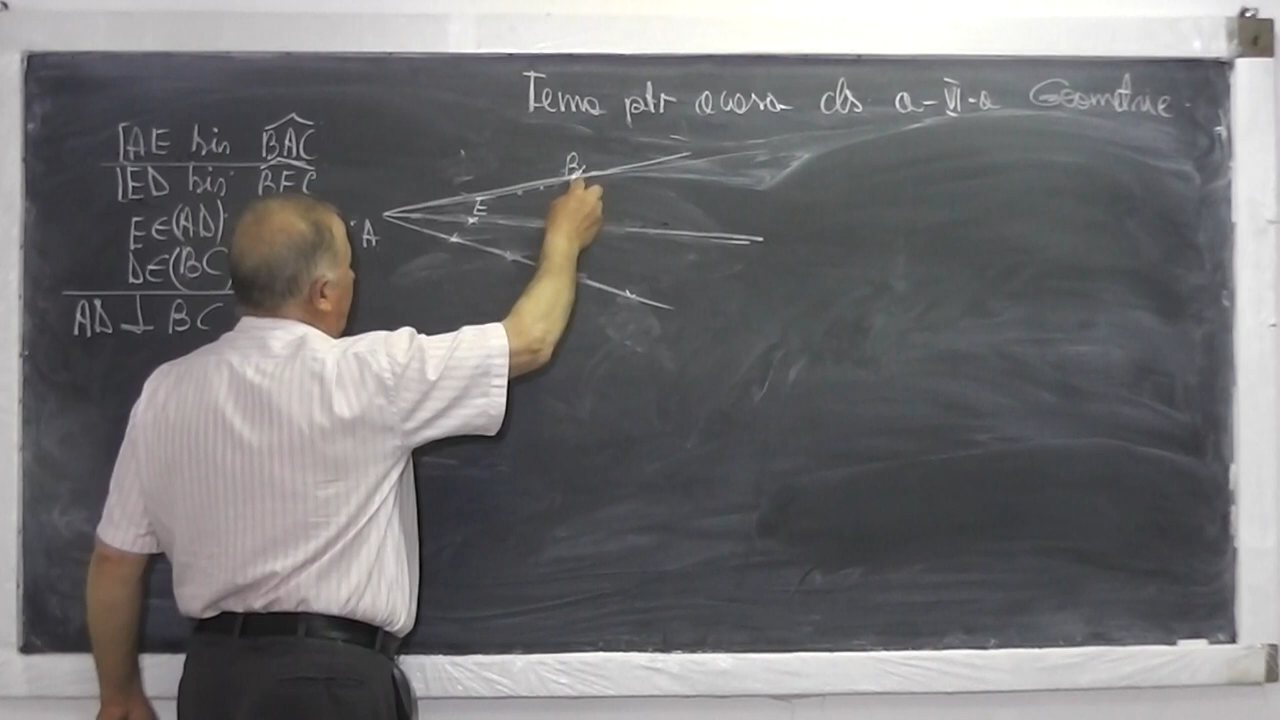 Tema ptr acasa cls a-VI-a Geometrie
[AE bis BAC
[ED bis BEC
E∈(AD)
D∈(BC
AD ⊥ BC
B
E
A